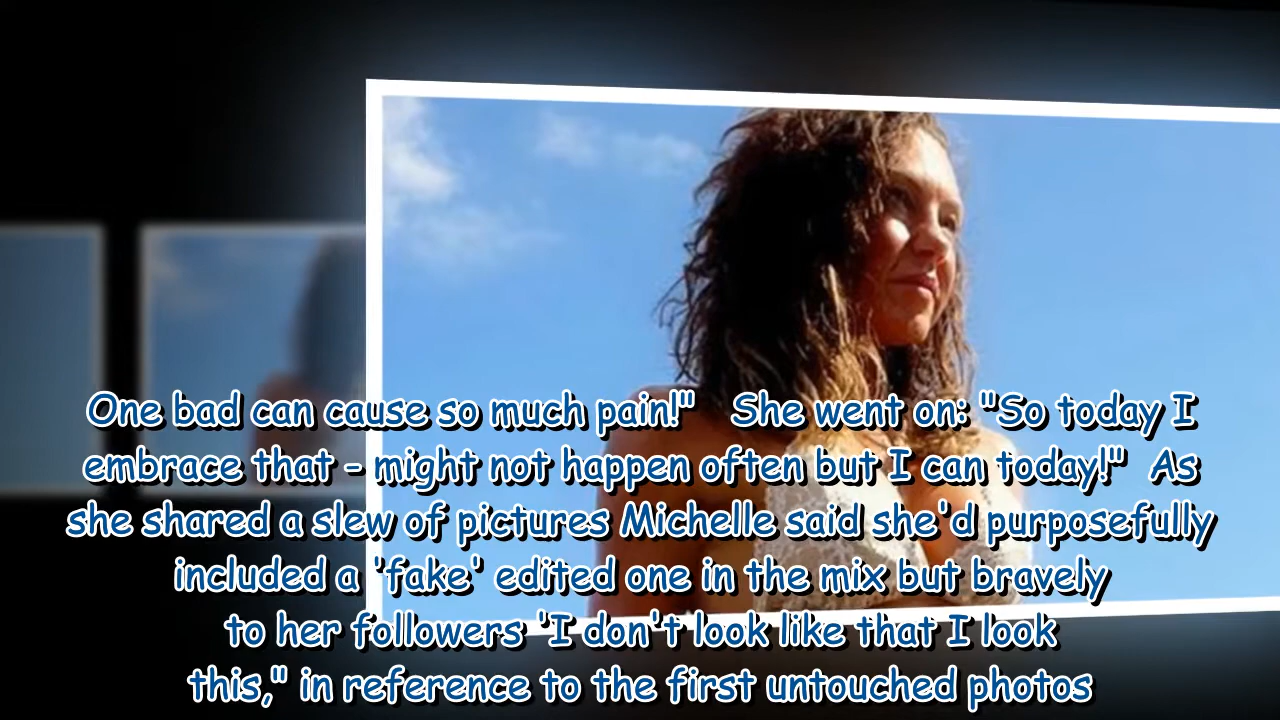 One bad can cause so much pain!" She went on: "So today I
embrace that - might not happen often but I can today!" As
she shared a slew of pictures Michelle said she'd purposefully
included a 'fake' edited one in the mix but bravely
to her followers 'I don't look like that I look
this," in reference to the first untouched photos